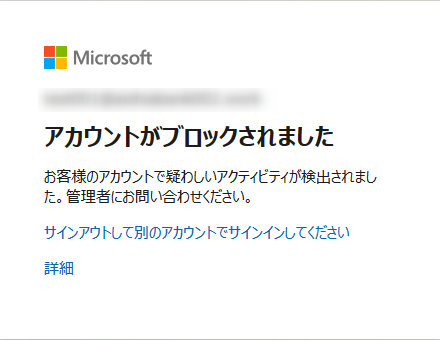 Microsoft
アカウントがブロックされました
お客様のアカウントで疑わしいアクティビティが検出されまし
た。管理者にお問い合わせください。
サインアウトして別のアカウントでサインインしてください
詳細